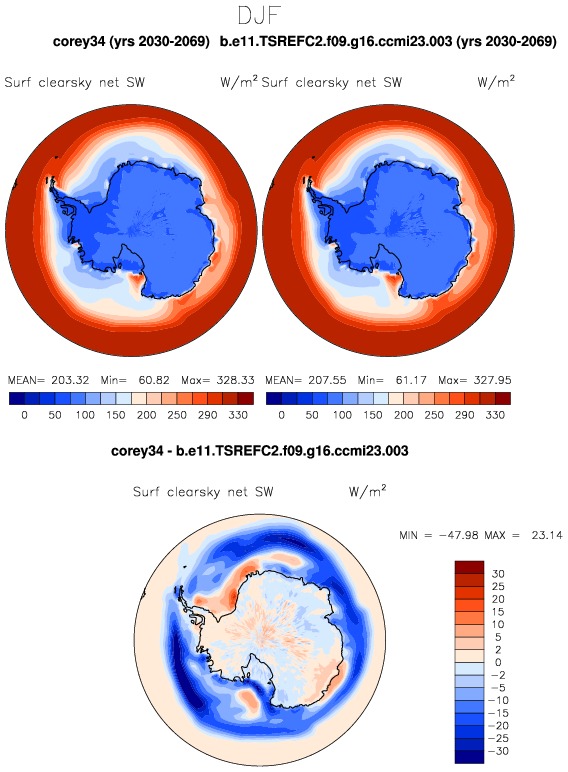 DJF
corey34 (yrs 2030-2069) b.e11.TSREFC2.f09.g16.ccmi23.003 (yrs 2030-2069)
Surf clearsky net SW W/m² Surf clearsky net SW W/m²
MEAN= 203.32 Min= 60.82 Max= 328.33 MEAN= 207.55 Min= 61.17 Max= 327.95
0 50 100 150 200 250 290 330 0 50 100 150 200 250 290 330
corey34 - b.e11.TSREFC2.f09.g16.ccmi23.003
Surf clearsky net SW W/m²
MIN = -47.98 MAX = 23.14
30
25
20
15
10
5
2
0
-2
-5
-10
-15
-20
-25
-30